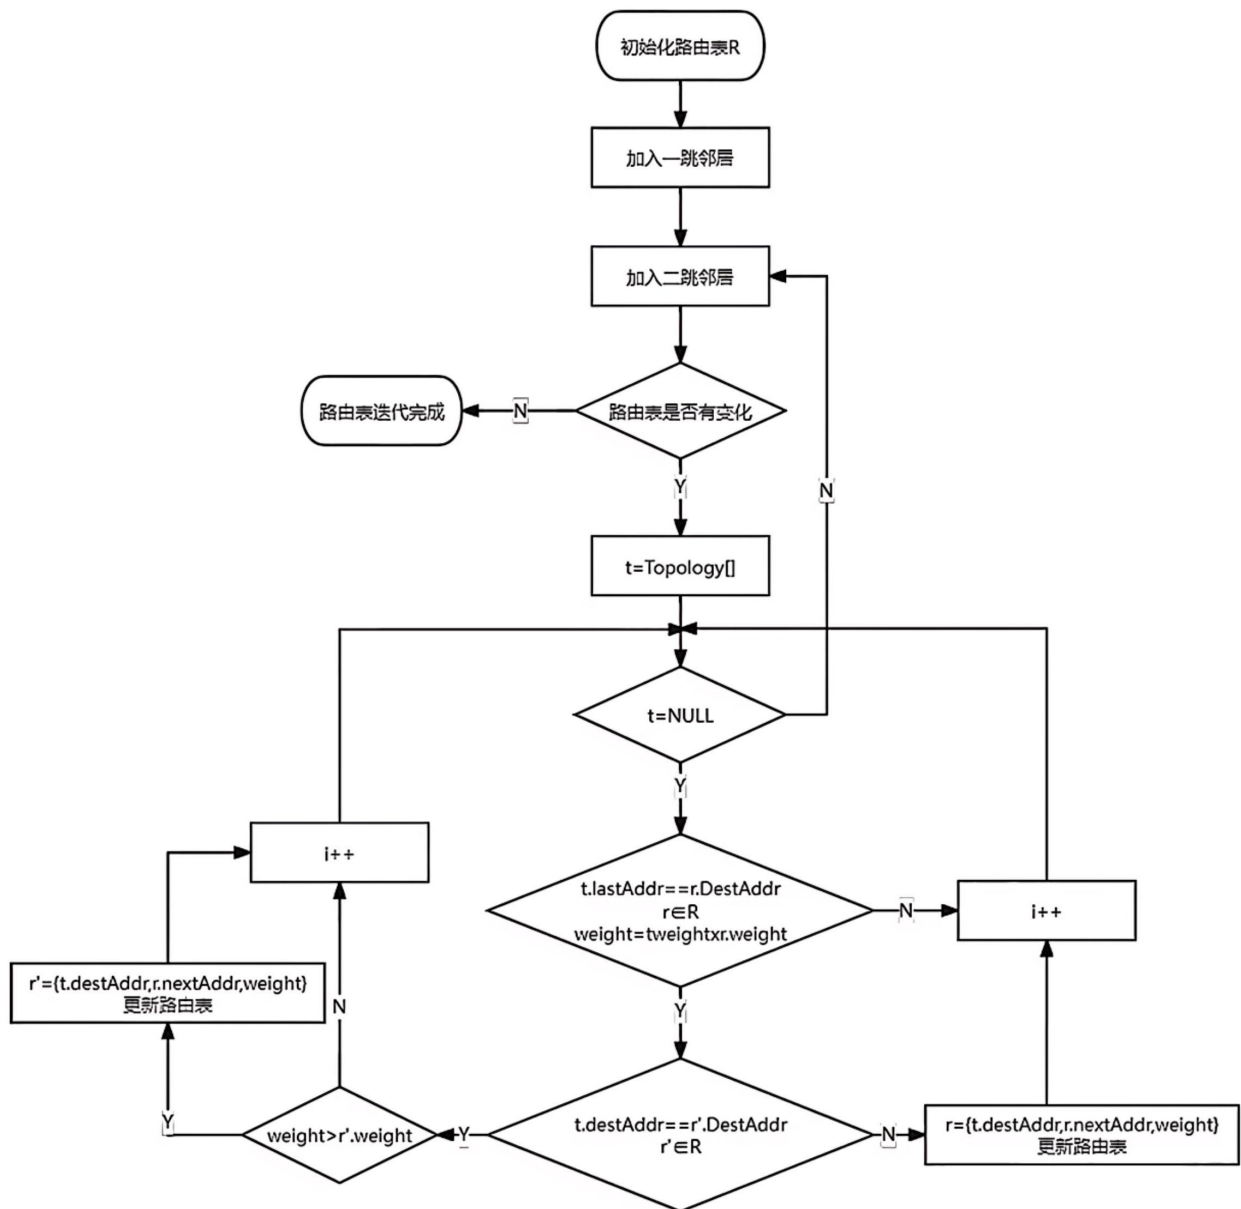 初始化路由表R
加入一跳邻居
加入二跳邻居
路由表是否有变化
N
路由表迭代完成
Y
N
t=Topology[]
t=NULL
Y
i++
t.lastAddr==r.DestAddr
r∈R
weight=tweightxr.weight
N
i++
r'={t.destAddr,r.nextAddr,weight}
更新路由表
N
Y
Y
weight>r'.weight
Y
t.destAddr==r'.DestAddr
r'∈R
N
r={t.destAddr,r.nextAddr,weight}
更新路由表